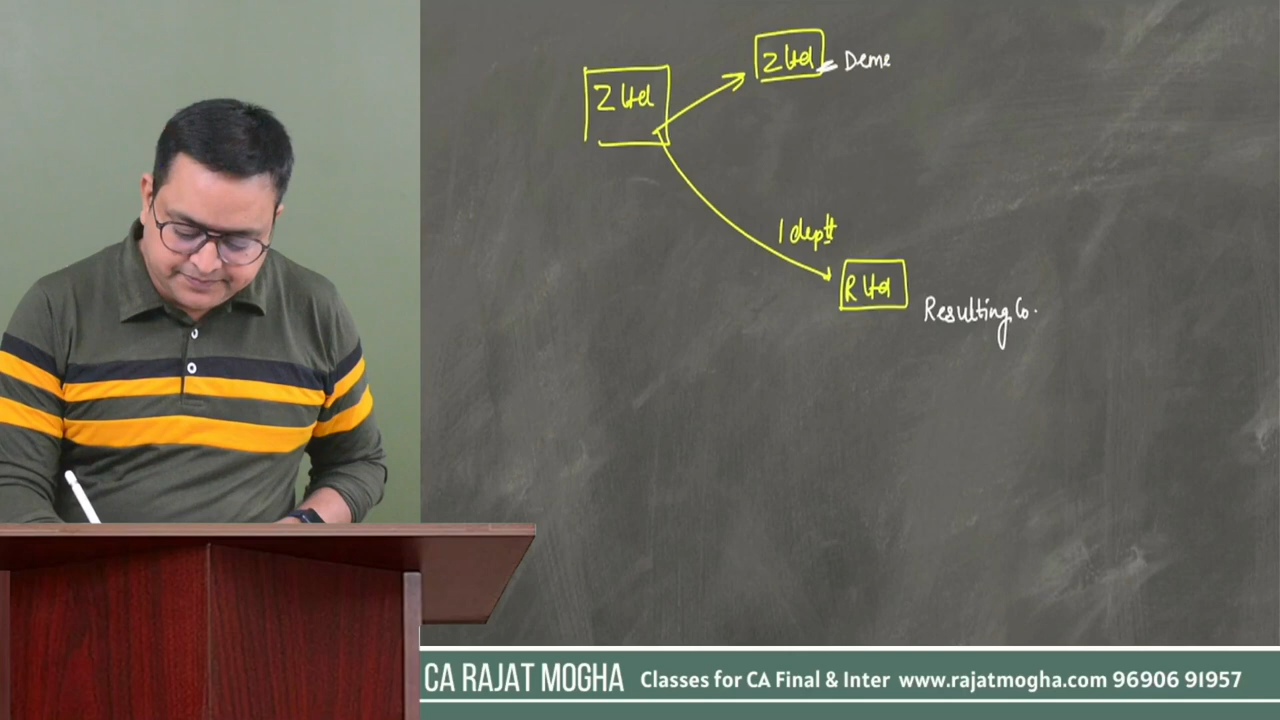 Z Ltd
Z Ltd Deme
1 deptt
R Ltd
Resulting Co.
CA RAJAT MOGHA Classes for CA Final & Inter www.rajatmogha.com 96906 91957